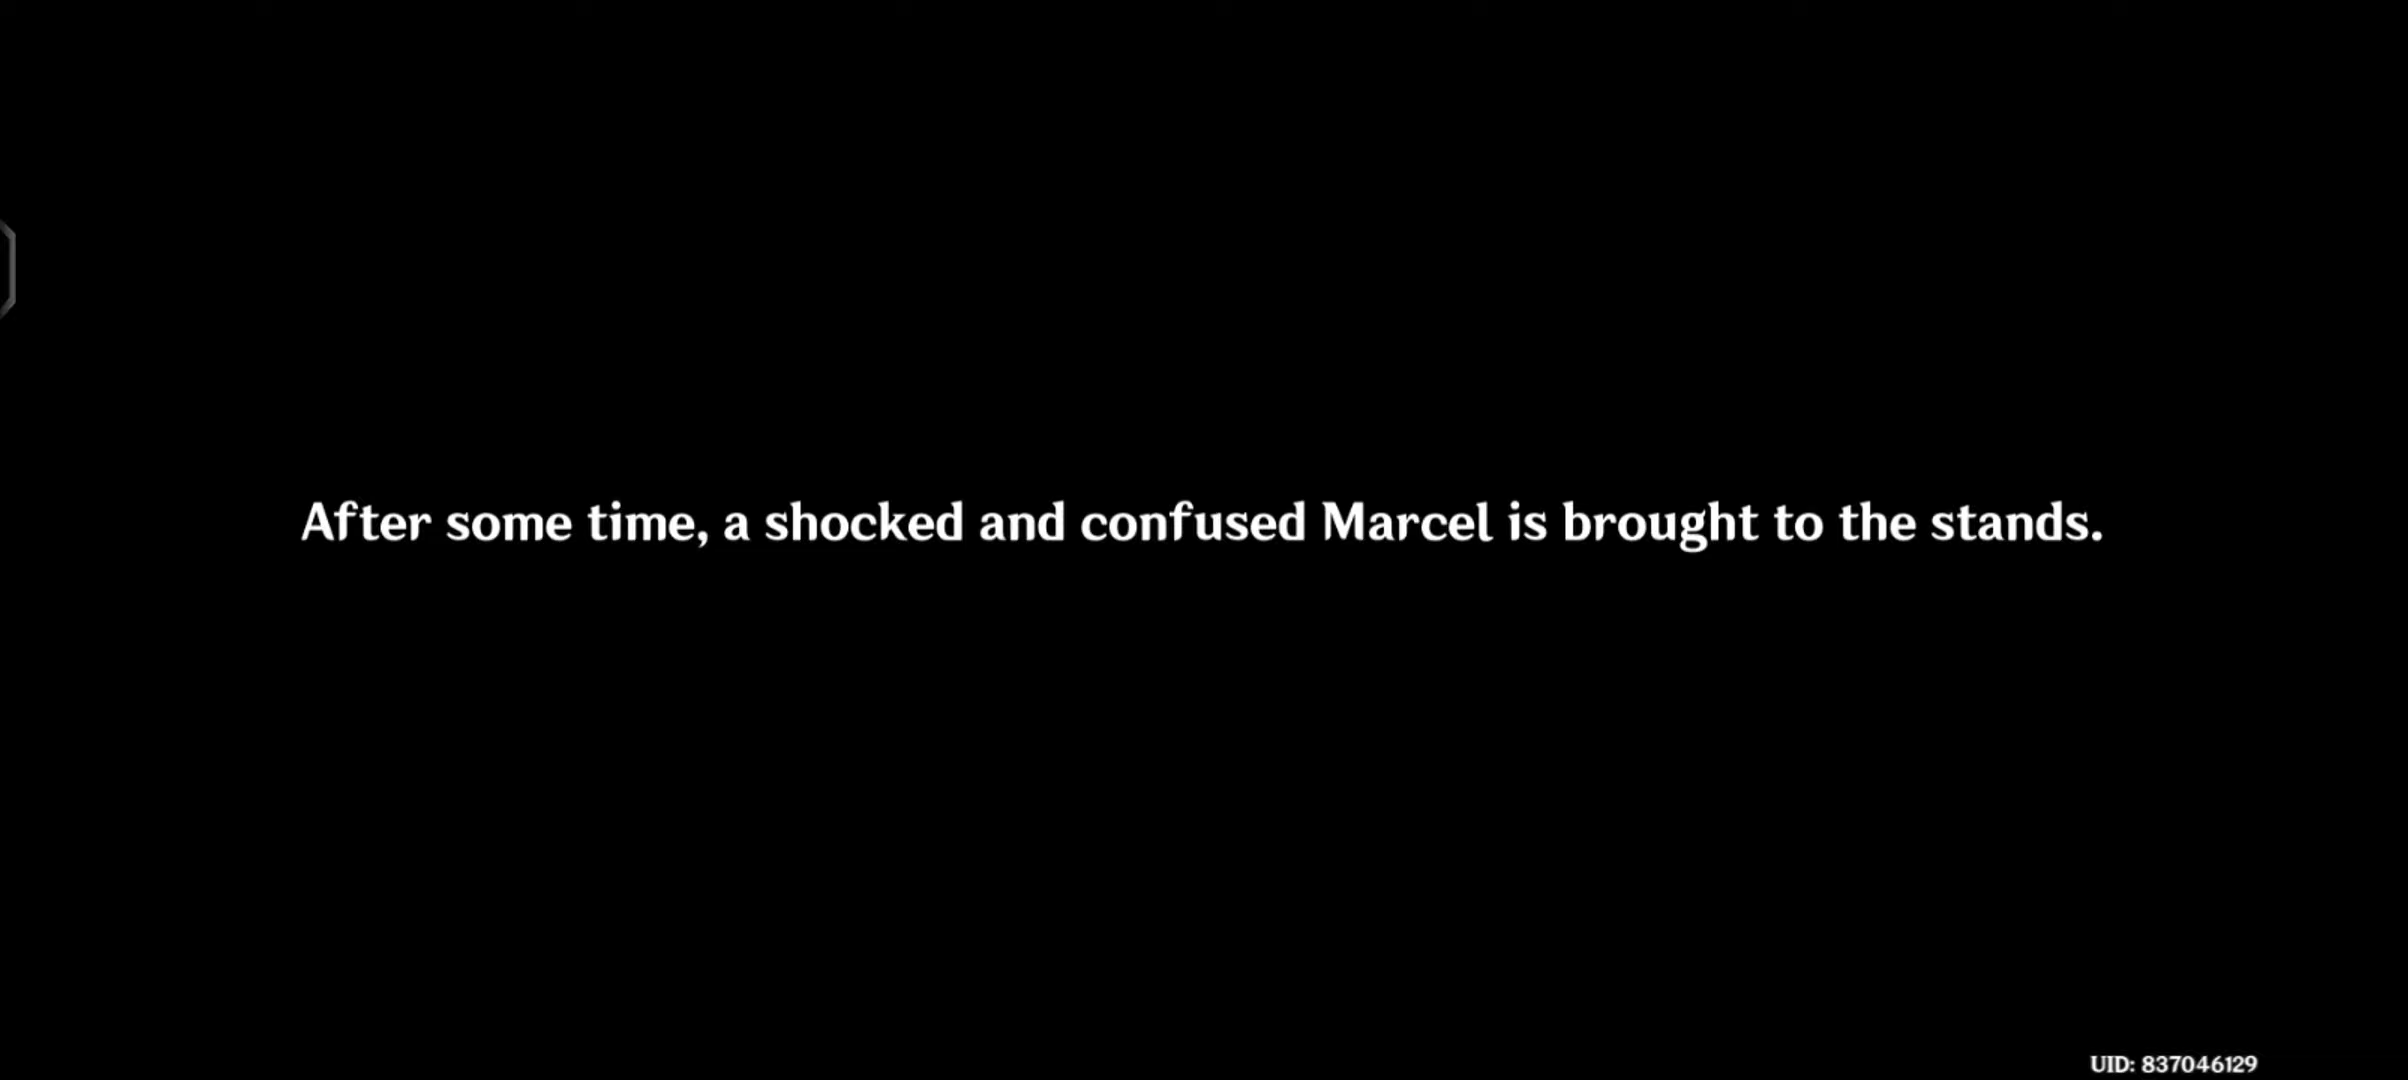 After some time, a shocked and confused Marcel is brought to the stands.
UID: 837046129